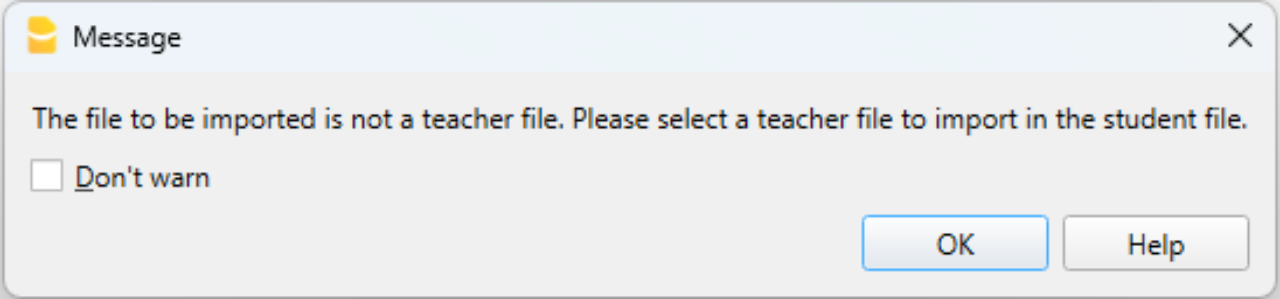 Message
The file to be imported is not a teacher file. Please select a teacher file to import in the student file.
Don't warn
OK Help